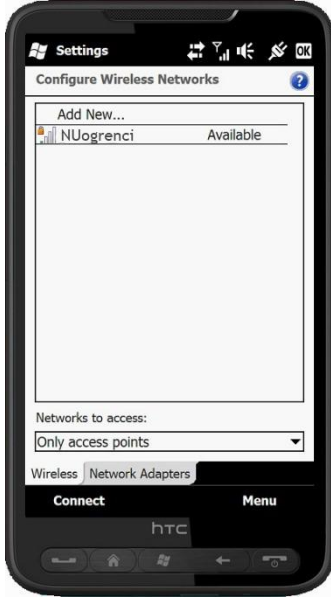 Settings
OK
Configure Wireless Networks
?
Add New...
NUogrenci Available
Networks to access:
Only access points
Wireless Network Adapters
Connect Menu
hTC